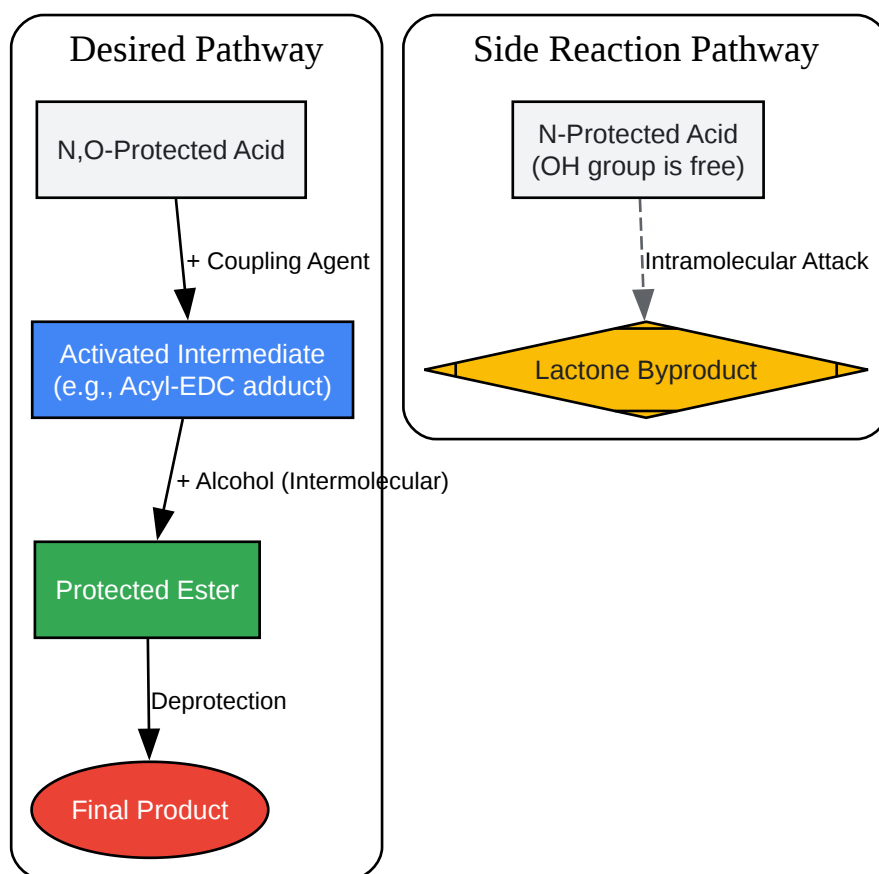 Desired Pathway
N,O-Protected Acid
+ Coupling Agent
Activated Intermediate
(e.g., Acyl-EDC adduct)
+ Alcohol (Intermolecular)
Protected Ester
Deprotection
Final Product
Side Reaction Pathway
N-Protected Acid
(OH group is free)
Intramolecular Attack
Lactone Byproduct